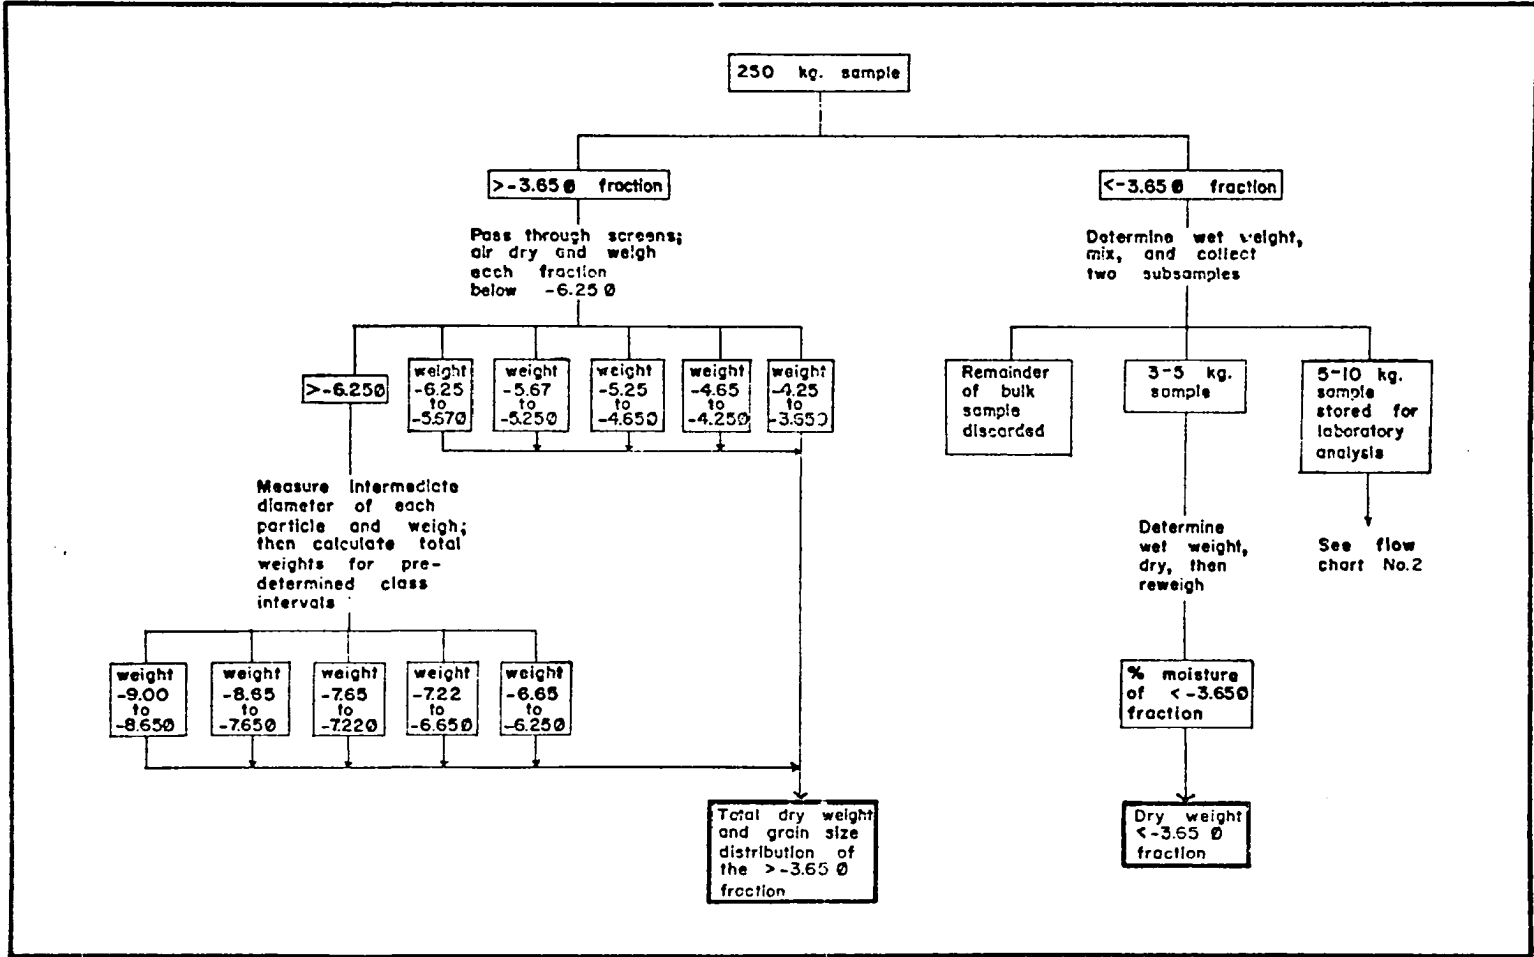 250 kg. sample
>-3.65Ø fraction
<-3.65Ø fraction
Pass through screens;
air dry and weigh
each fraction
below -6.25Ø
Determine wet weight,
mix, and collect
two subsamples
>-6.25Ø
weight
-6.25
to
-5.67Ø
weight
-5.67
to
-5.25Ø
weight
-5.25
to
-4.65Ø
weight
-4.65
to
-4.25Ø
weight
-4.25
to
-3.65Ø
Remainder
of bulk
sample
discarded
3-5 kg.
sample
5-10 kg.
sample
stored for
laboratory
analysis
Measure intermediate
diameter of each
particle and weigh;
then calculate total
weights for pre-
determined class
intervals
Determine
wet weight,
dry, then
reweigh
See flow
chart No.2
weight
-9.00
to
-8.65Ø
weight
-8.65
to
-7.65Ø
weight
-7.65
to
-7.22Ø
weight
-7.22
to
-6.65Ø
weight
-6.65
to
-6.25Ø
% moisture
of <-3.65Ø
fraction
Total dry weight
and grain size
distribution of
the >-3.65 Ø
fraction
Dry weight
<-3.65 Ø
fraction